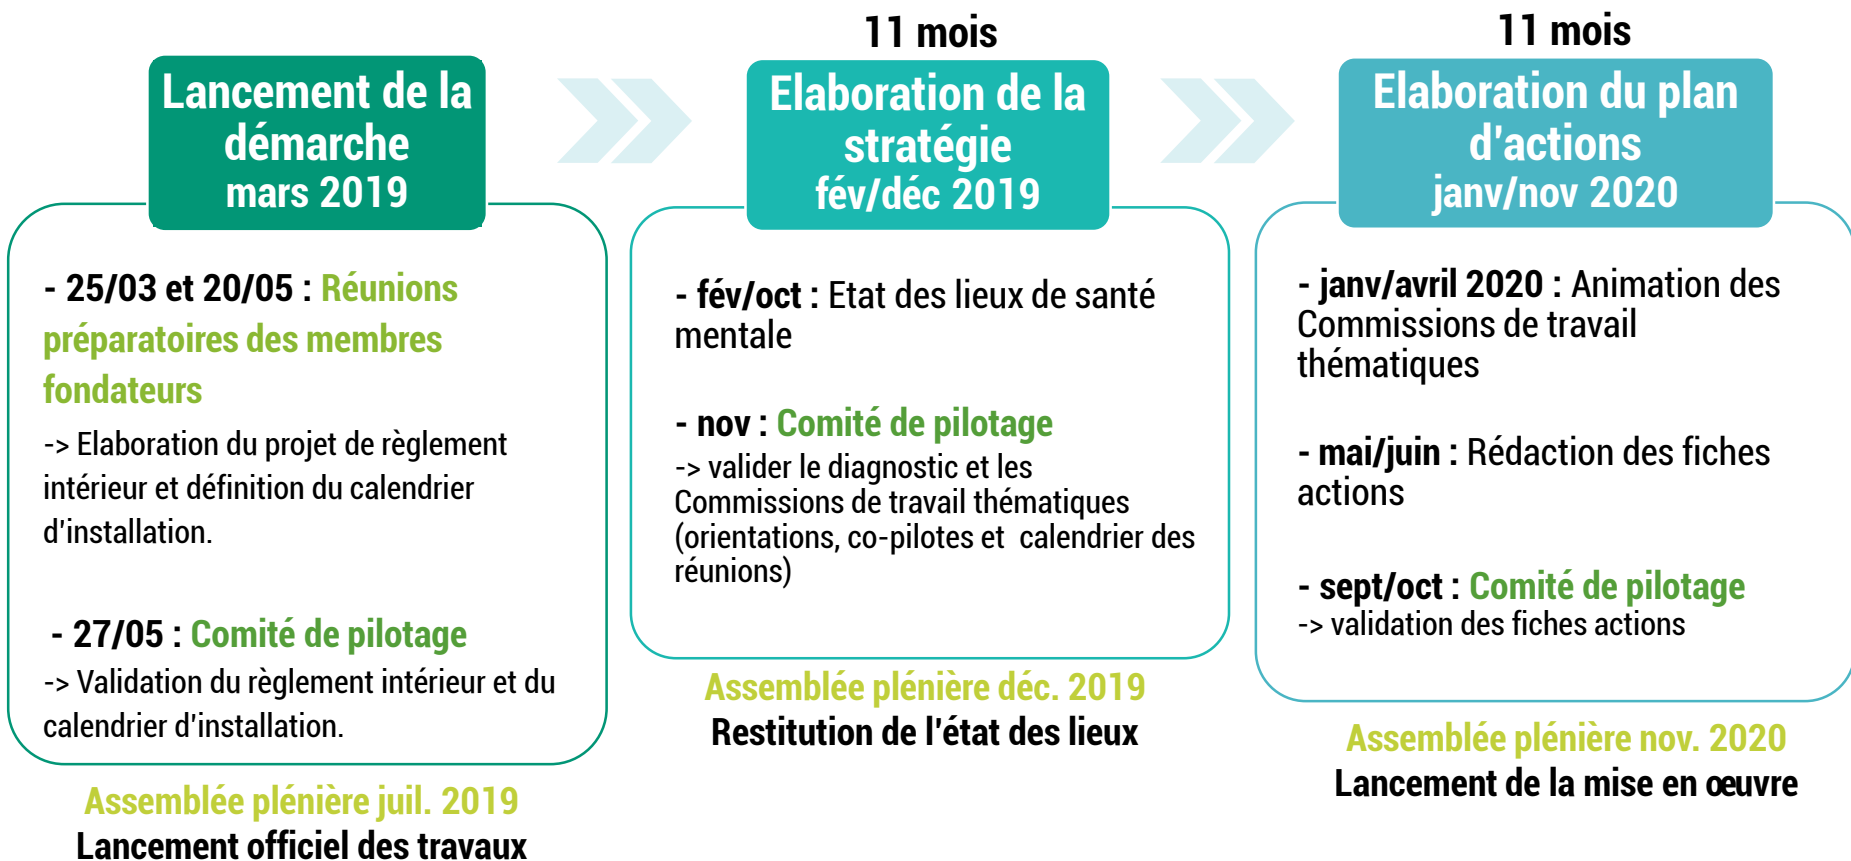 Lancement de la
démarche
mars 2019
- 25/03 et 20/05 : Réunions
préparatoires des membres
fondateurs
-> Elaboration du projet de règlement
intérieur et définition du calendrier
d'installation.
- 27/05 : Comité de pilotage
-> Validation du règlement intérieur et du
calendrier d'installation.
Assemblée plénière juil. 2019
Lancement officiel des travaux
11 mois
Elaboration de la
stratégie
fév/déc 2019
- fév/oct : Etat des lieux de santé
mentale
- nov : Comité de pilotage
-> valider le diagnostic et les
Commissions de travail thématiques
(orientations, co-pilotes et  calendrier des
réunions)
Assemblée plénière déc. 2019
Restitution de l'état des lieux
11 mois
Elaboration du plan
d'actions
janv/nov 2020
- janv/avril 2020 : Animation des
Commissions de travail
thématiques
- mai/juin : Rédaction des fiches
actions
- sept/oct : Comité de pilotage
-> validation des fiches actions
Assemblée plénière nov. 2020
Lancement de la mise en œuvre